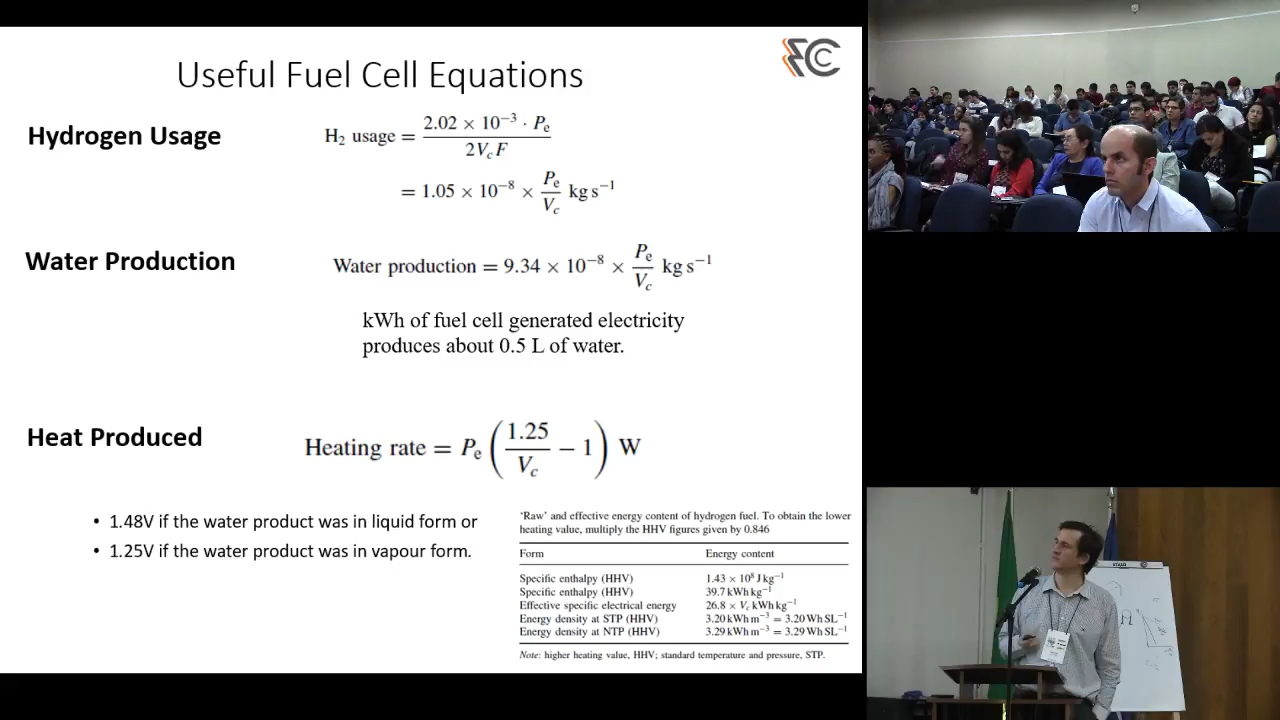 FCC
Useful Fuel Cell Equations
Hydrogen Usage
H₂ usage = 2.02 × 10⁻³ · Pₑ / 2V_cF
= 1.05 × 10⁻⁸ × Pₑ / V_c kg s⁻¹
Water Production
Water production = 9.34 × 10⁻⁸ × Pₑ / V_c kg s⁻¹
kWh of fuel cell generated electricity
produces about 0.5 L of water.
Heat Produced
Heating rate = Pₑ (1.25 / V_c − 1) W
• 1.48V if the water product was in liquid form or
• 1.25V if the water product was in vapour form.
'Raw' and effective energy content of hydrogen fuel. To obtain the lower
heating value, multiply the HHV figures given by 0.846
Form Energy content
Specific enthalpy (HHV) 1.43 × 10⁸ J kg⁻¹
Specific enthalpy (HHV) 39.7 kWh kg⁻¹
Effective specific electrical energy 26.8 × V_c kWh kg⁻¹
Energy density at STP (HHV) 3.20 kWh m⁻³ = 3.20 Wh SL⁻¹
Energy density at NTP (HHV) 3.29 kWh m⁻³ = 3.29 Wh SL⁻¹
Note: higher heating value, HHV; standard temperature and pressure, STP.